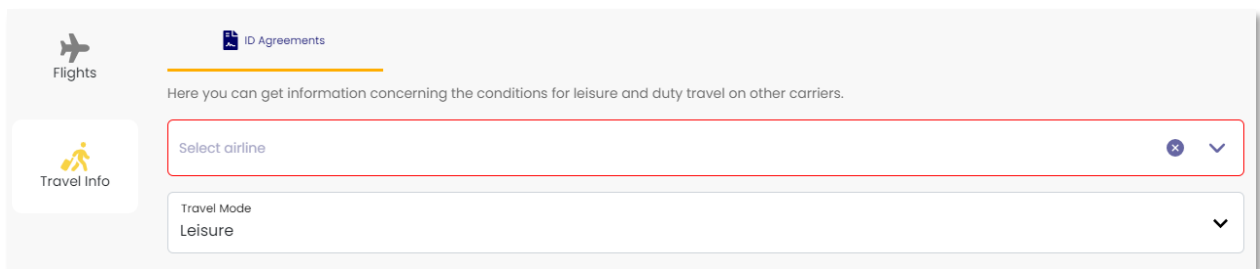 Flights
ID Agreements
Here you can get information concerning the conditions for leisure and duty travel on other carriers.
Select airline
Travel Info
Travel Mode
Leisure